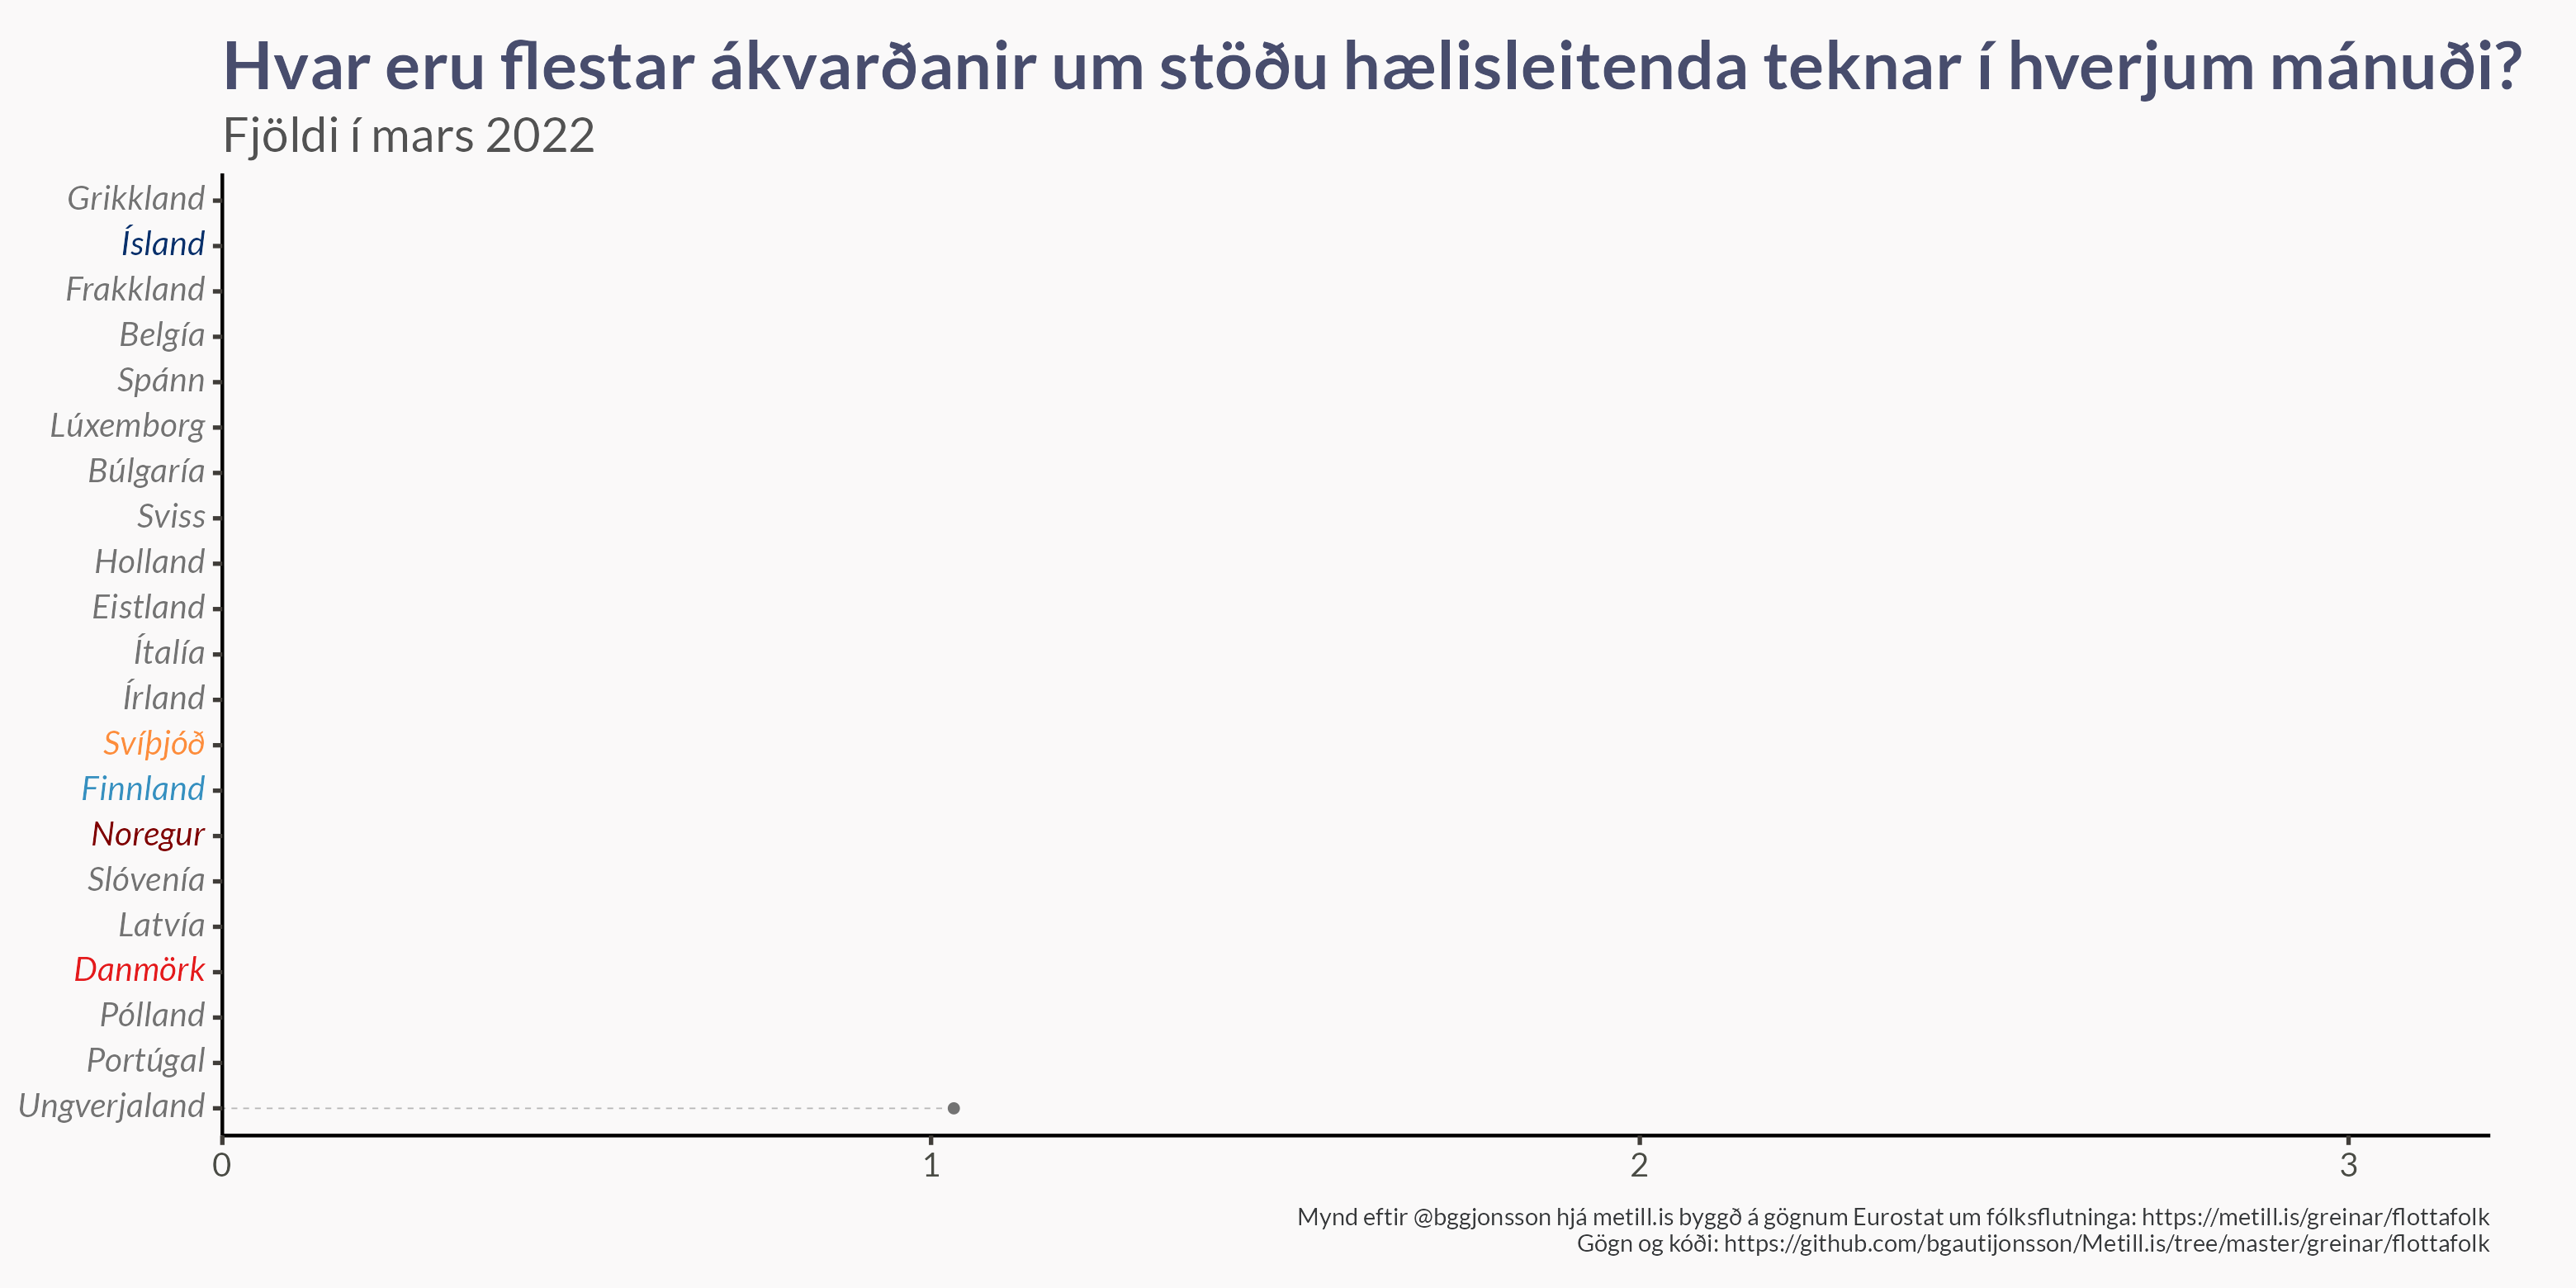 Hvar eru flestar ákvarðanir um stöðu hælisleitenda teknar í hverjum mánuði?
Fjöldi í mars 2022
Grikkland
Ísland
Frakkland
Belgía
Spánn
Lúxemborg
Búlgaría
Sviss
Holland
Eistland
Ítalía
Írland
Svíþjóð
Finnland
Noregur
Slóvenía
Latvía
Danmörk
Pólland
Portúgal
Ungverjaland
0 1 2 3
Mynd eftir @bggjonsson hjá metill.is byggð á gögnum Eurostat um fólksflutninga: https://metill.is/greinar/flottafolk
Gögn og kóði: https://github.com/bgautijonsson/Metill.is/tree/master/greinar/flottafolk